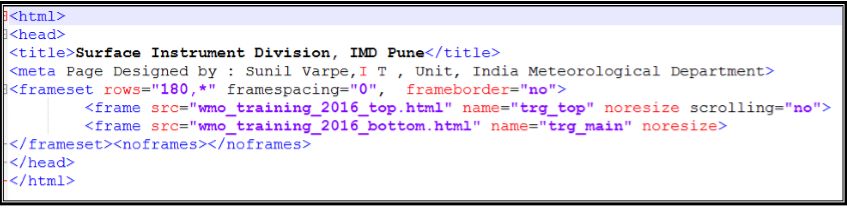 <html>
<head>
<title>Surface Instrument Division, IMD Pune</title>
<meta Page Designed by : Sunil Varpe,I T , Unit, India Meteorological Department>
<frameset rows="180,*" framespacing="0",  frameborder="no">
<frame src="wmo_training_2016_top.html" name="trg_top" noresize scrolling="no">
<frame src="wmo_training_2016_bottom.html" name="trg_main" noresize>
</frameset><noframes></noframes>
</head>
</html>